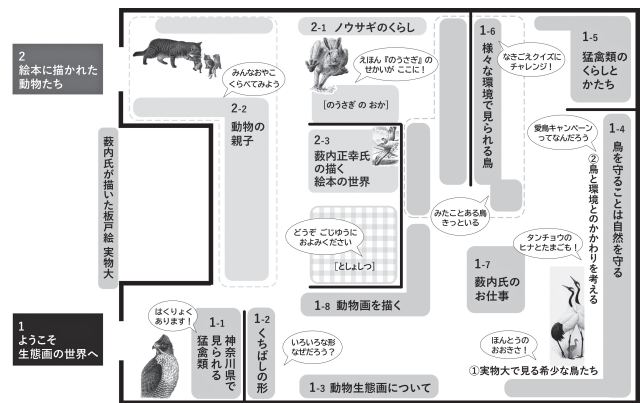 2
絵本に描かれた
動物たち
藪内氏が描いた板戸絵 実物大
1
ようこそ
生態画の世界へ
みんなおやこ
くらべてみよう
2-2
動物の
親子
2-1 ノウサギのくらし
えほん『のうさぎ』の
せかいが ここに!
[のうさぎ の おか]
2-3
藪内正幸氏
の描く
絵本の世界
どうぞ ごじゆうに
およみください
[としょしつ]
1-8 動物画を描く
1-6
様々な環境で見られる鳥
なきごえクイズに
チャレンジ!
みたことある鳥
きっといる
1-5
猛禽類の
くらしと
かたち
1-4
鳥を守ることは自然を守る
愛鳥キャンペーン
ってなんだろう
②鳥と環境とのかかわりを考える
タンチョウの
ヒナとたまごも!
1-7
藪内氏の
お仕事
ほんとうの
おおきさ!
①実物大で見る希少な鳥たち
はくりょく
あります!
1-1
神奈川県で
見られる
猛禽類
1-2
くちばしの形
いろいろな形
なぜだろう?
1-3 動物生態画について